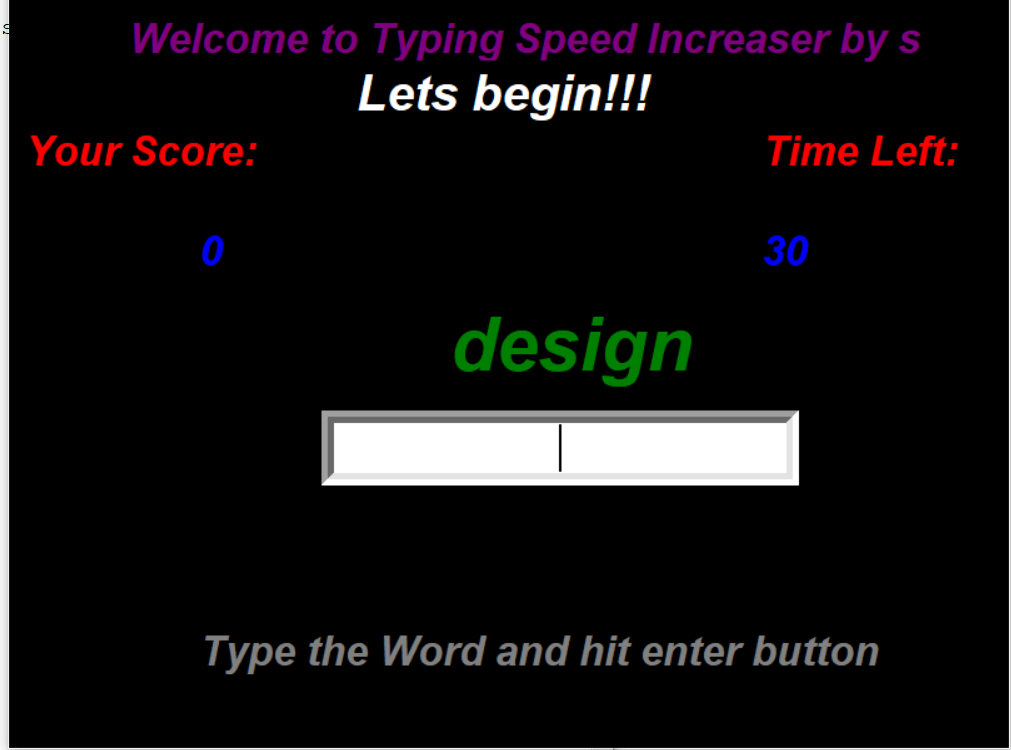 Welcome to Typing Speed Increaser by s
Lets begin!!!
Your Score:
Time Left:
0
30
design
Type the Word and hit enter button